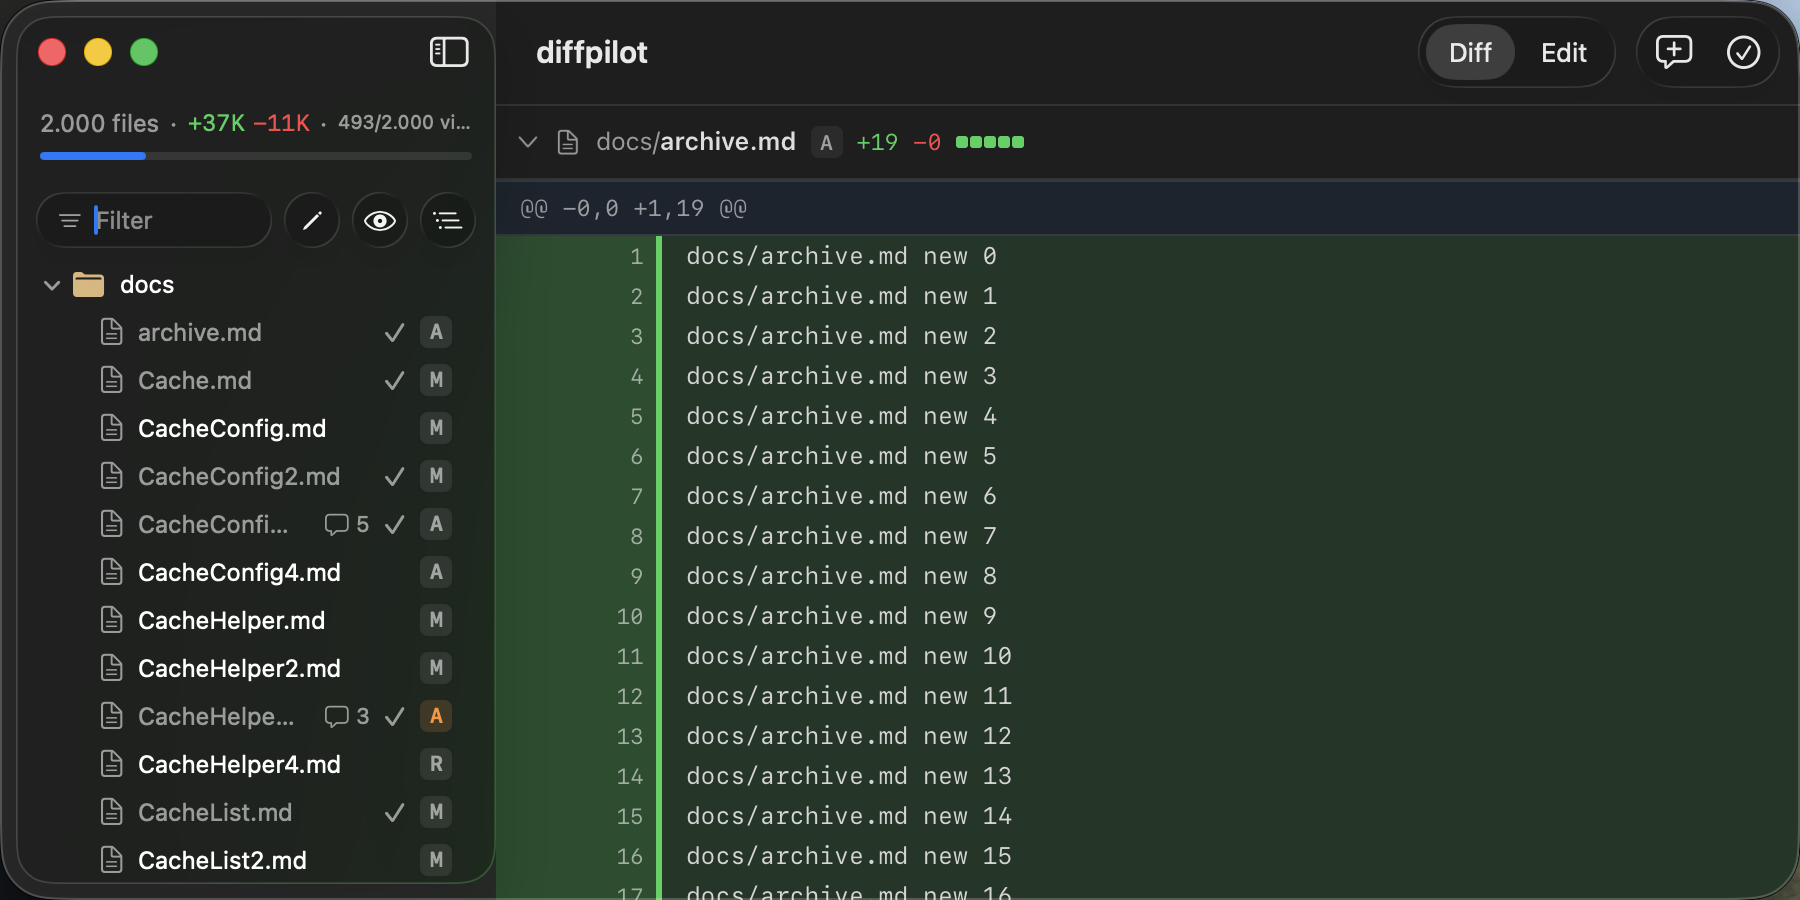 2.000 files · +37K −11K · 493/2.000 vi...
Filter
docs
archive.md A
Cache.md M
CacheConfig.md M
CacheConfig2.md M
CacheConfi... 5 A
CacheConfig4.md A
CacheHelper.md M
CacheHelper2.md M
CacheHelpe... 3 A
CacheHelper4.md R
CacheList.md M
CacheList2.md M
diffpilot
Diff Edit
docs/archive.md A +19 −0
@@ −0,0 +1,19 @@
1 docs/archive.md new 0
2 docs/archive.md new 1
3 docs/archive.md new 2
4 docs/archive.md new 3
5 docs/archive.md new 4
6 docs/archive.md new 5
7 docs/archive.md new 6
8 docs/archive.md new 7
9 docs/archive.md new 8
10 docs/archive.md new 9
11 docs/archive.md new 10
12 docs/archive.md new 11
13 docs/archive.md new 12
14 docs/archive.md new 13
15 docs/archive.md new 14
16 docs/archive.md new 15
17 docs/archive.md new 16